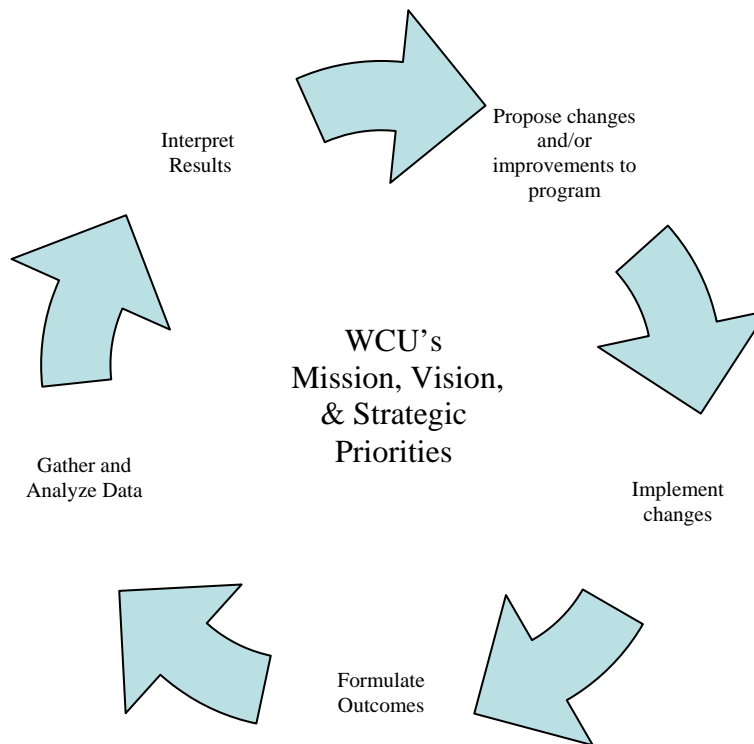 Interpret
Results
Propose changes
and/or
improvements to
program
WCU's
Mission, Vision,
& Strategic
Priorities
Gather and
Analyze Data
Implement
changes
Formulate
Outcomes